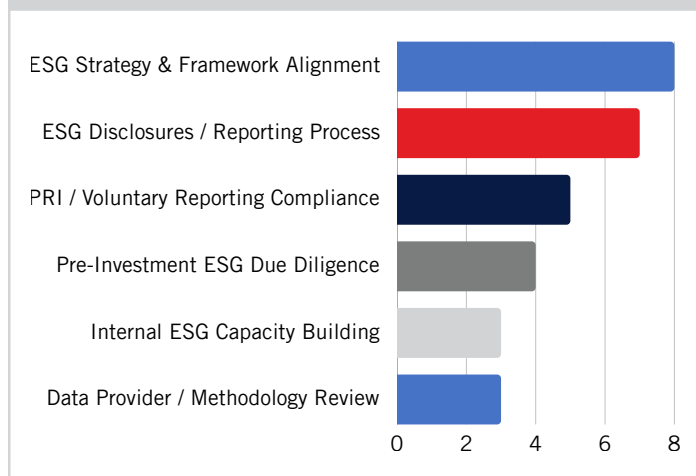 ESG Strategy & Framework Alignment
ESG Disclosures / Reporting Process
PRI / Voluntary Reporting Compliance
Pre-Investment ESG Due Diligence
Internal ESG Capacity Building
Data Provider / Methodology Review
0 2 4 6 8